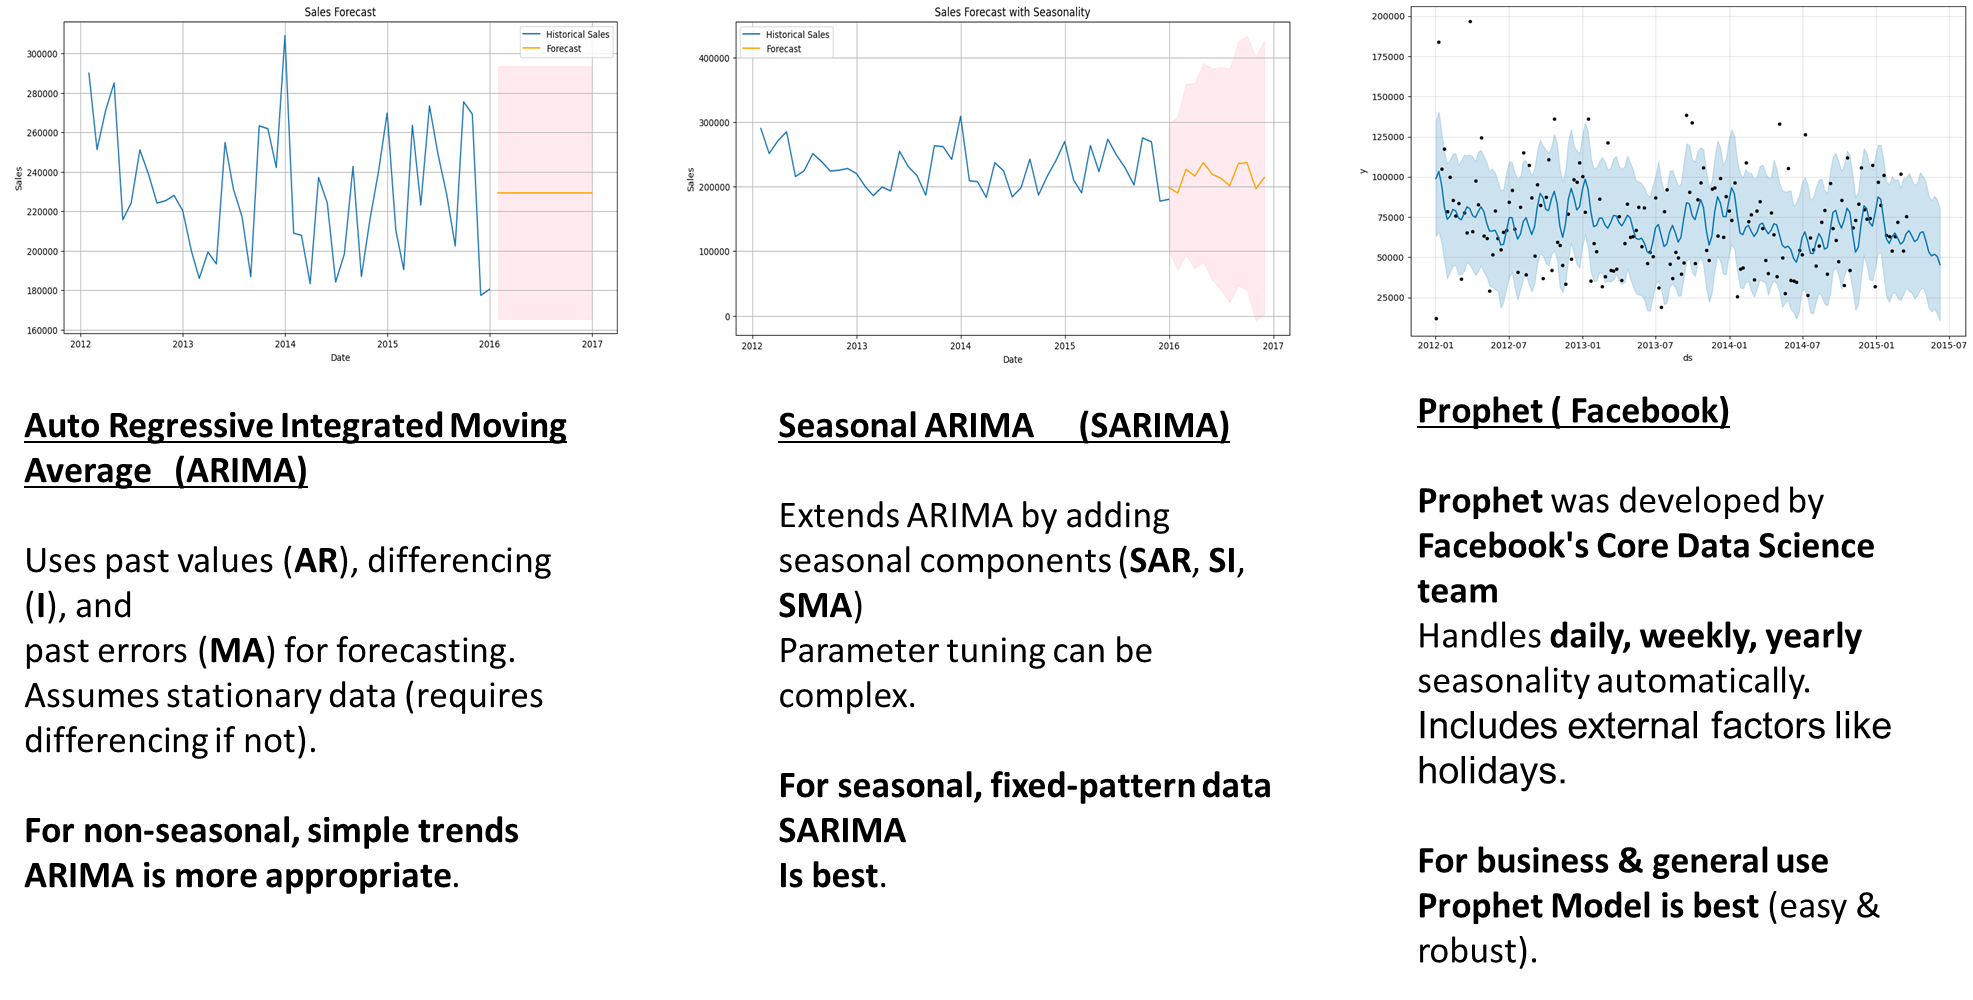 Sales Forecast
Historical Sales
Forecast
300000
280000
260000
240000
220000
200000
180000
160000
Sales
2012
2013
2014
2015
2016
2017
Date
Sales Forecast with Seasonality
Historical Sales
Forecast
400000
300000
200000
100000
0
Sales
2012
2013
2014
2015
2016
2017
Date
200000
175000
150000
125000
100000
75000
50000
25000
y
2012-01
2012-07
2013-01
2013-07
2014-01
2014-07
2015-01
2015-07
ds
Auto Regressive Integrated Moving
Average (ARIMA)
Uses past values (AR), differencing
(I), and
past errors (MA) for forecasting.
Assumes stationary data (requires
differencing if not).
For non-seasonal, simple trends
ARIMA is more appropriate.
Seasonal ARIMA (SARIMA)
Extends ARIMA by adding
seasonal components (SAR, SI,
SMA)
Parameter tuning can be
complex.
For seasonal, fixed-pattern data
SARIMA
Is best.
Prophet ( Facebook)
Prophet was developed by
Facebook's Core Data Science
team
Handles daily, weekly, yearly
seasonality automatically.
Includes external factors like
holidays.
For business & general use
Prophet Model is best (easy &
robust).